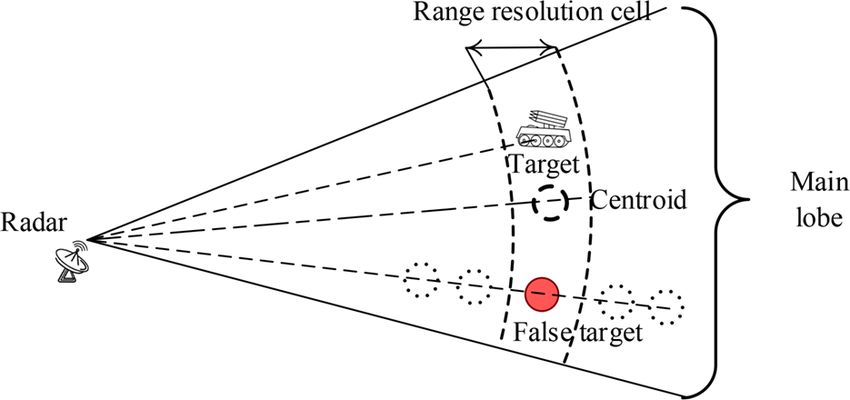 Range resolution cell
Target
Centroid
Radar
Main
lobe
False target